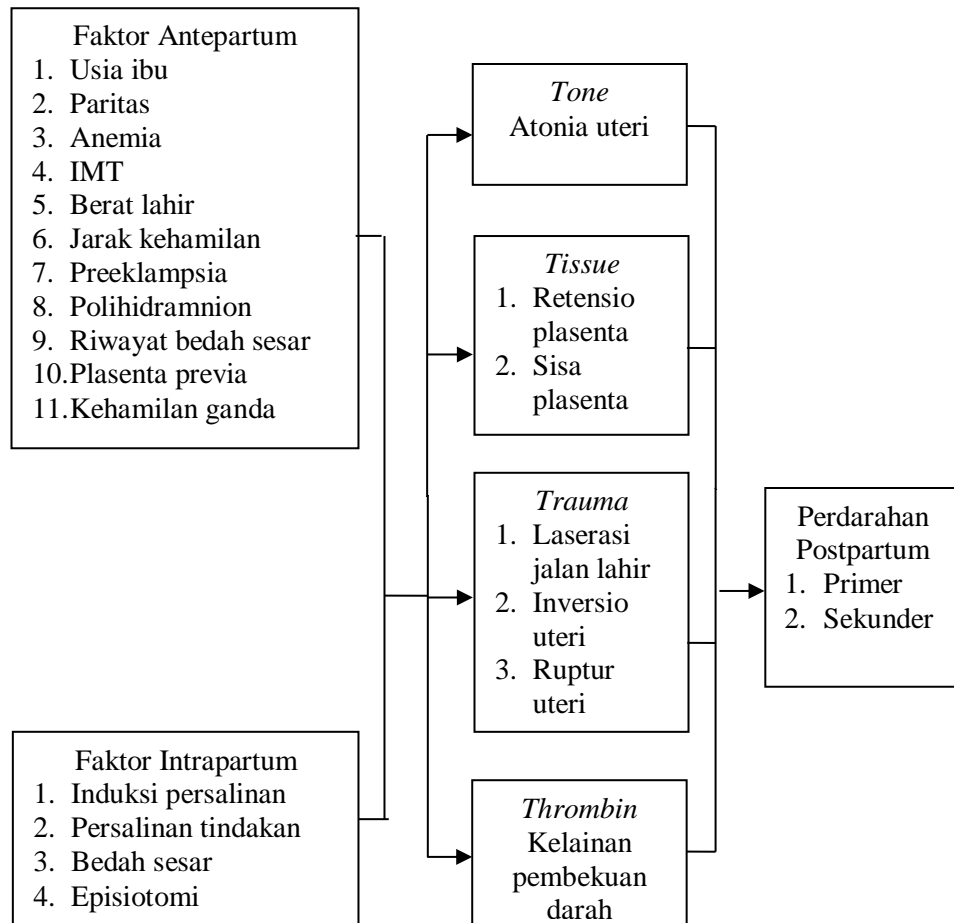 Faktor Antepartum
1. Usia ibu
2. Paritas
3. Anemia
4. IMT
5. Berat lahir
6. Jarak kehamilan
7. Preeklampsia
8. Polihidramnion
9. Riwayat bedah sesar
10.Plasenta previa
11.Kehamilan ganda
Faktor Intrapartum
1. Induksi persalinan
2. Persalinan tindakan
3. Bedah sesar
4. Episiotomi
Tone
Atonia uteri
Tissue
1. Retensio
plasenta
2. Sisa
plasenta
Trauma
1. Laserasi
jalan lahir
2. Inversio
uteri
3. Ruptur
uteri
Thrombin
Kelainan
pembekuan
darah
Perdarahan
Postpartum
1. Primer
2. Sekunder